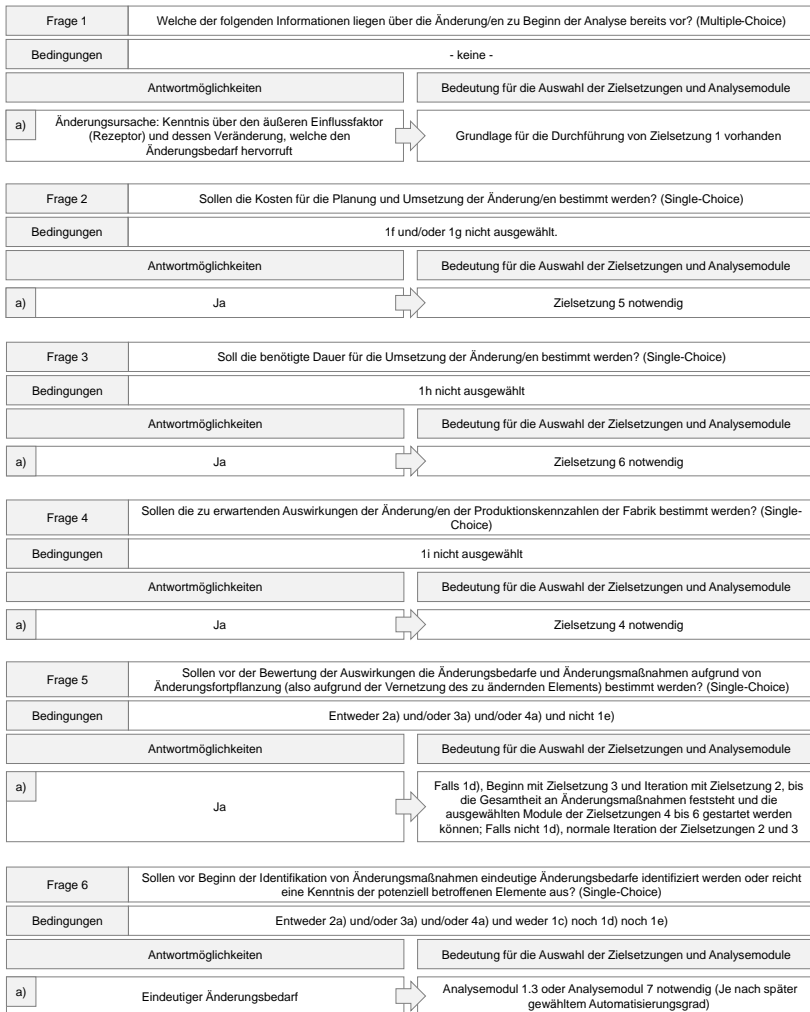 Frage 1
Welche der folgenden Informationen liegen über die Änderung/en zu Beginn der Analyse bereits vor? (Multiple-Choice)
Bedingungen
- keine -
Antwortmöglichkeiten
Bedeutung für die Auswahl der Zielsetzungen und Analysemodule
a)
Änderungsursache: Kenntnis über den äußeren Einflussfaktor
(Rezeptor) und dessen Veränderung, welche den
Änderungsbedarf hervorruft
Grundlage für die Durchführung von Zielsetzung 1 vorhanden
Frage 2
Sollen die Kosten für die Planung und Umsetzung der Änderung/en bestimmt werden? (Single-Choice)
Bedingungen
1f und/oder 1g nicht ausgewählt.
Antwortmöglichkeiten
Bedeutung für die Auswahl der Zielsetzungen und Analysemodule
a)
Ja
Zielsetzung 5 notwendig
Frage 3
Soll die benötigte Dauer für die Umsetzung der Änderung/en bestimmt werden? (Single-Choice)
Bedingungen
1h nicht ausgewählt
Antwortmöglichkeiten
Bedeutung für die Auswahl der Zielsetzungen und Analysemodule
a)
Ja
Zielsetzung 6 notwendig
Frage 4
Sollen die zu erwartenden Auswirkungen der Änderung/en der Produktionskennzahlen der Fabrik bestimmt werden? (Single-
Choice)
Bedingungen
1i nicht ausgewählt
Antwortmöglichkeiten
Bedeutung für die Auswahl der Zielsetzungen und Analysemodule
a)
Ja
Zielsetzung 4 notwendig
Frage 5
Sollen vor der Bewertung der Auswirkungen die Änderungsbedarfe und Änderungsmaßnahmen aufgrund von
Änderungsfortpflanzung (also aufgrund der Vernetzung des zu ändernden Elements) bestimmt werden? (Single-Choice)
Bedingungen
Entweder 2a) und/oder 3a) und/oder 4a) und nicht 1e)
Antwortmöglichkeiten
Bedeutung für die Auswahl der Zielsetzungen und Analysemodule
a)
Ja
Falls 1d), Beginn mit Zielsetzung 3 und Iteration mit Zielsetzung 2, bis
die Gesamtheit an Änderungsmaßnahmen feststeht und die
ausgewählten Module der Zielsetzungen 4 bis 6 gestartet werden
können; Falls nicht 1d), normale Iteration der Zielsetzungen 2 und 3
Frage 6
Sollen vor Beginn der Identifikation von Änderungsmaßnahmen eindeutige Änderungsbedarfe identifiziert werden oder reicht
eine Kenntnis der potenziell betroffenen Elemente aus? (Single-Choice)
Bedingungen
Entweder 2a) und/oder 3a) und/oder 4a) und weder 1c) noch 1d) noch 1e)
Antwortmöglichkeiten
Bedeutung für die Auswahl der Zielsetzungen und Analysemodule
a)
Eindeutiger Änderungsbedarf
Analysemodul 1.3 oder Analysemodul 7 notwendig (Je nach später
gewähltem Automatisierungsgrad)